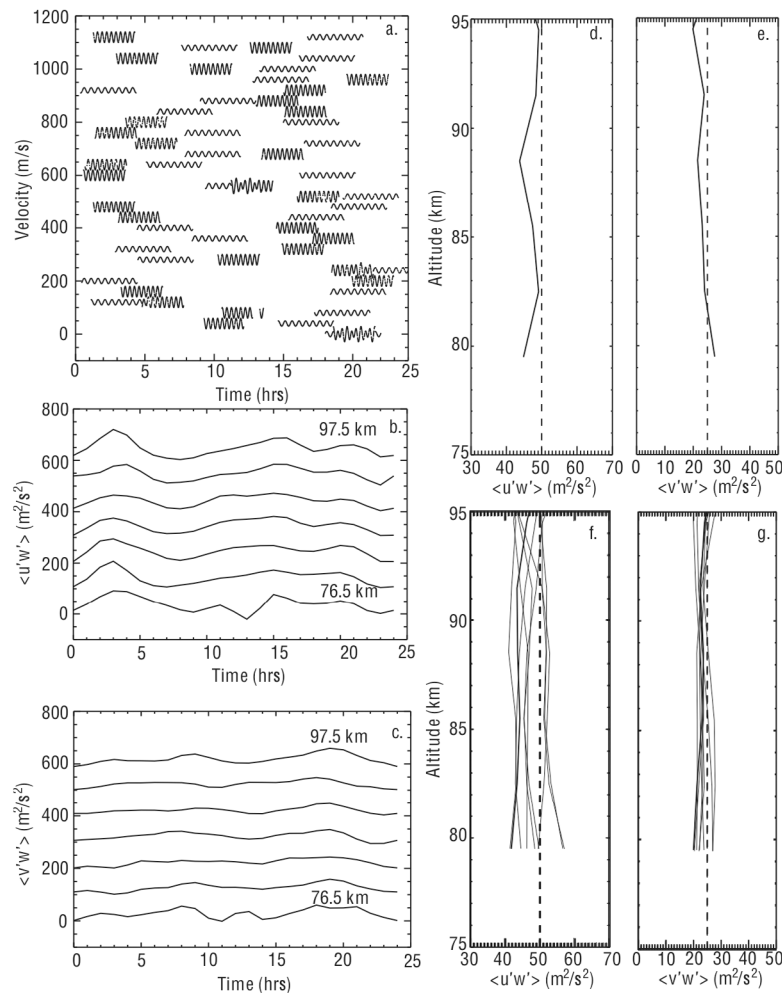 a.
1200
1000
800
600
400
200
0
Velocity (m/s)
0 5 10 15 20 25
Time (hrs)
b.
97.5 km
76.5 km
800
600
400
200
0
<u'w'> (m²/s²)
0 5 10 15 20 25
Time (hrs)
c.
97.5 km
76.5 km
800
600
400
200
0
<v'w'> (m²/s²)
0 5 10 15 20 25
Time (hrs)
d.
95
90
85
80
75
Altitude (km)
30 40 50 60 70
<u'w'> (m²/s²)
e.
0 10 20 30 40 50
<v'w'> (m²/s²)
f.
95
90
85
80
75
Altitude (km)
30 40 50 60 70
<u'w'> (m²/s²)
g.
0 10 20 30 40 50
<v'w'> (m²/s²)